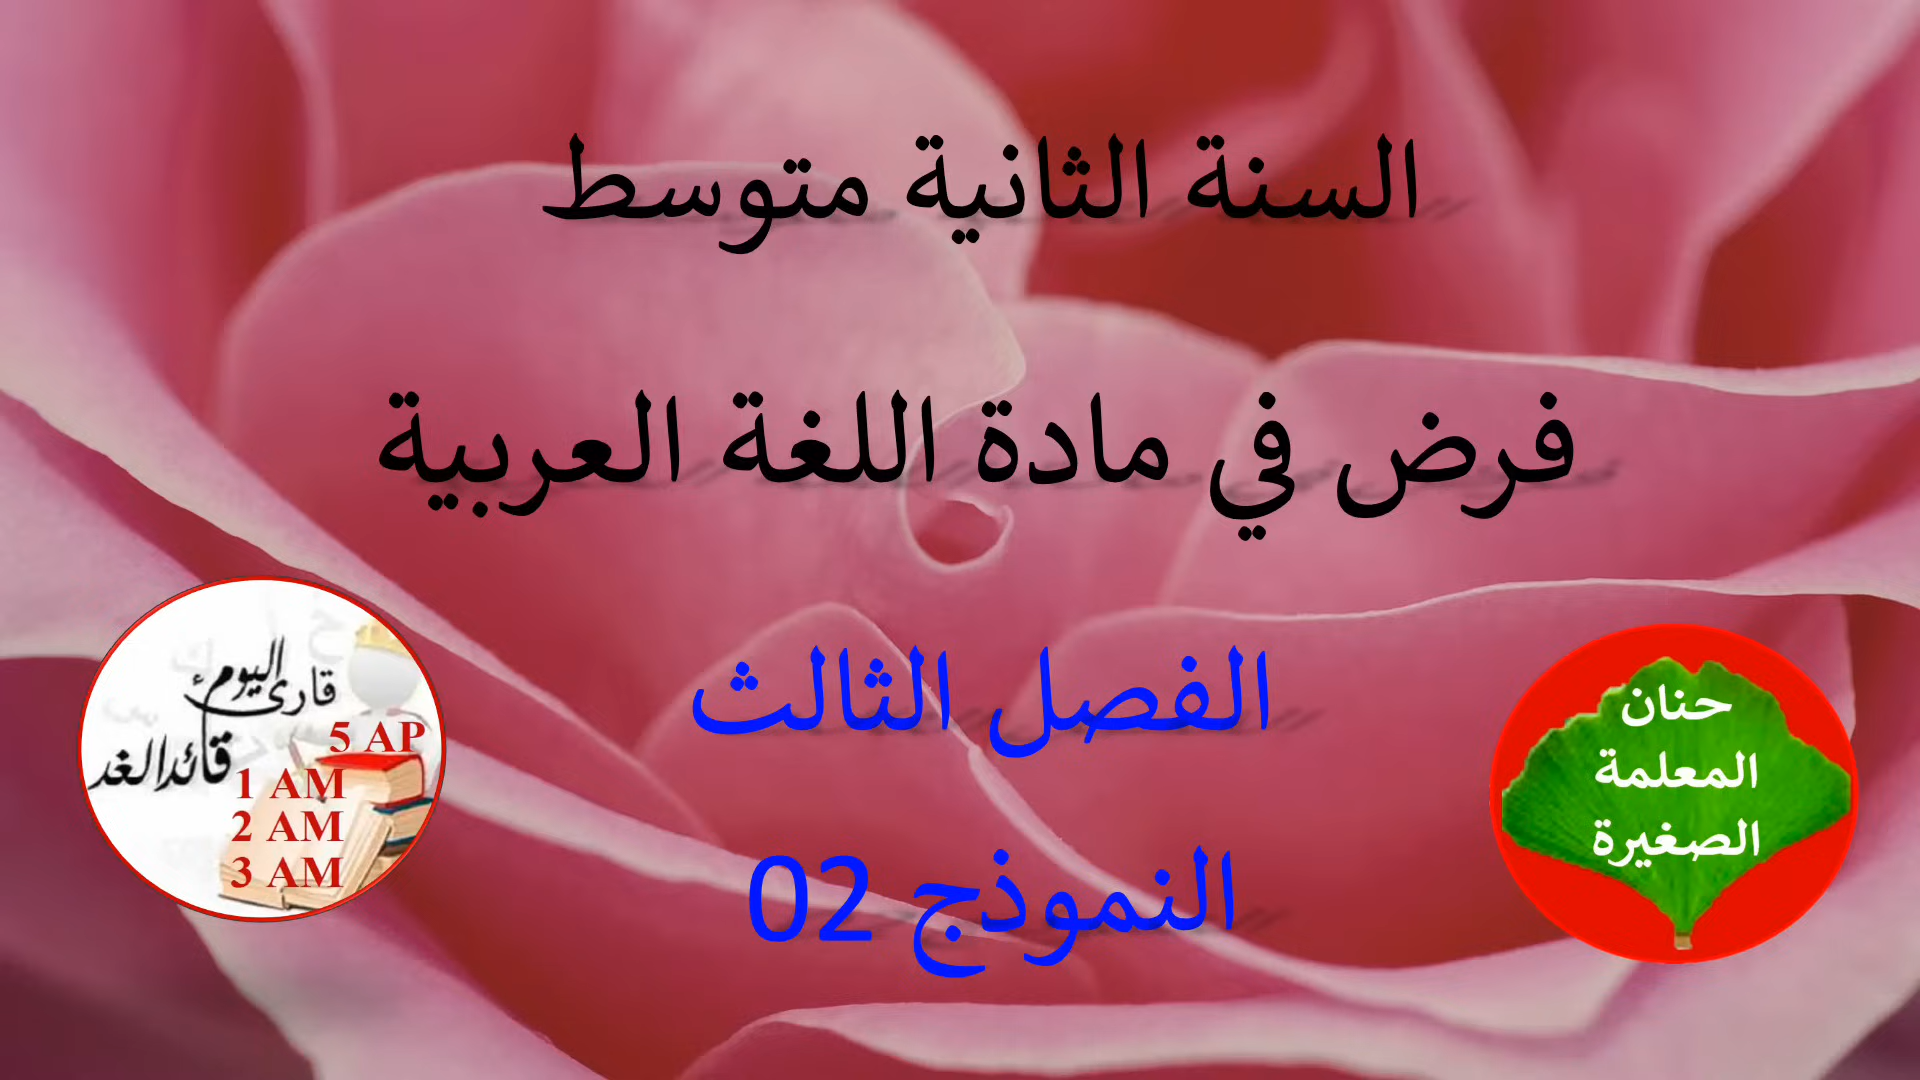 السنة الثانية متوسط
فرض في مادة اللغة العربية
الفصل الثالث
النموذج 02
حنان
المعلمة
الصغيرة
قارئ اليوم
قائد الغد
5 AP
1 AM
2 AM
3 AM